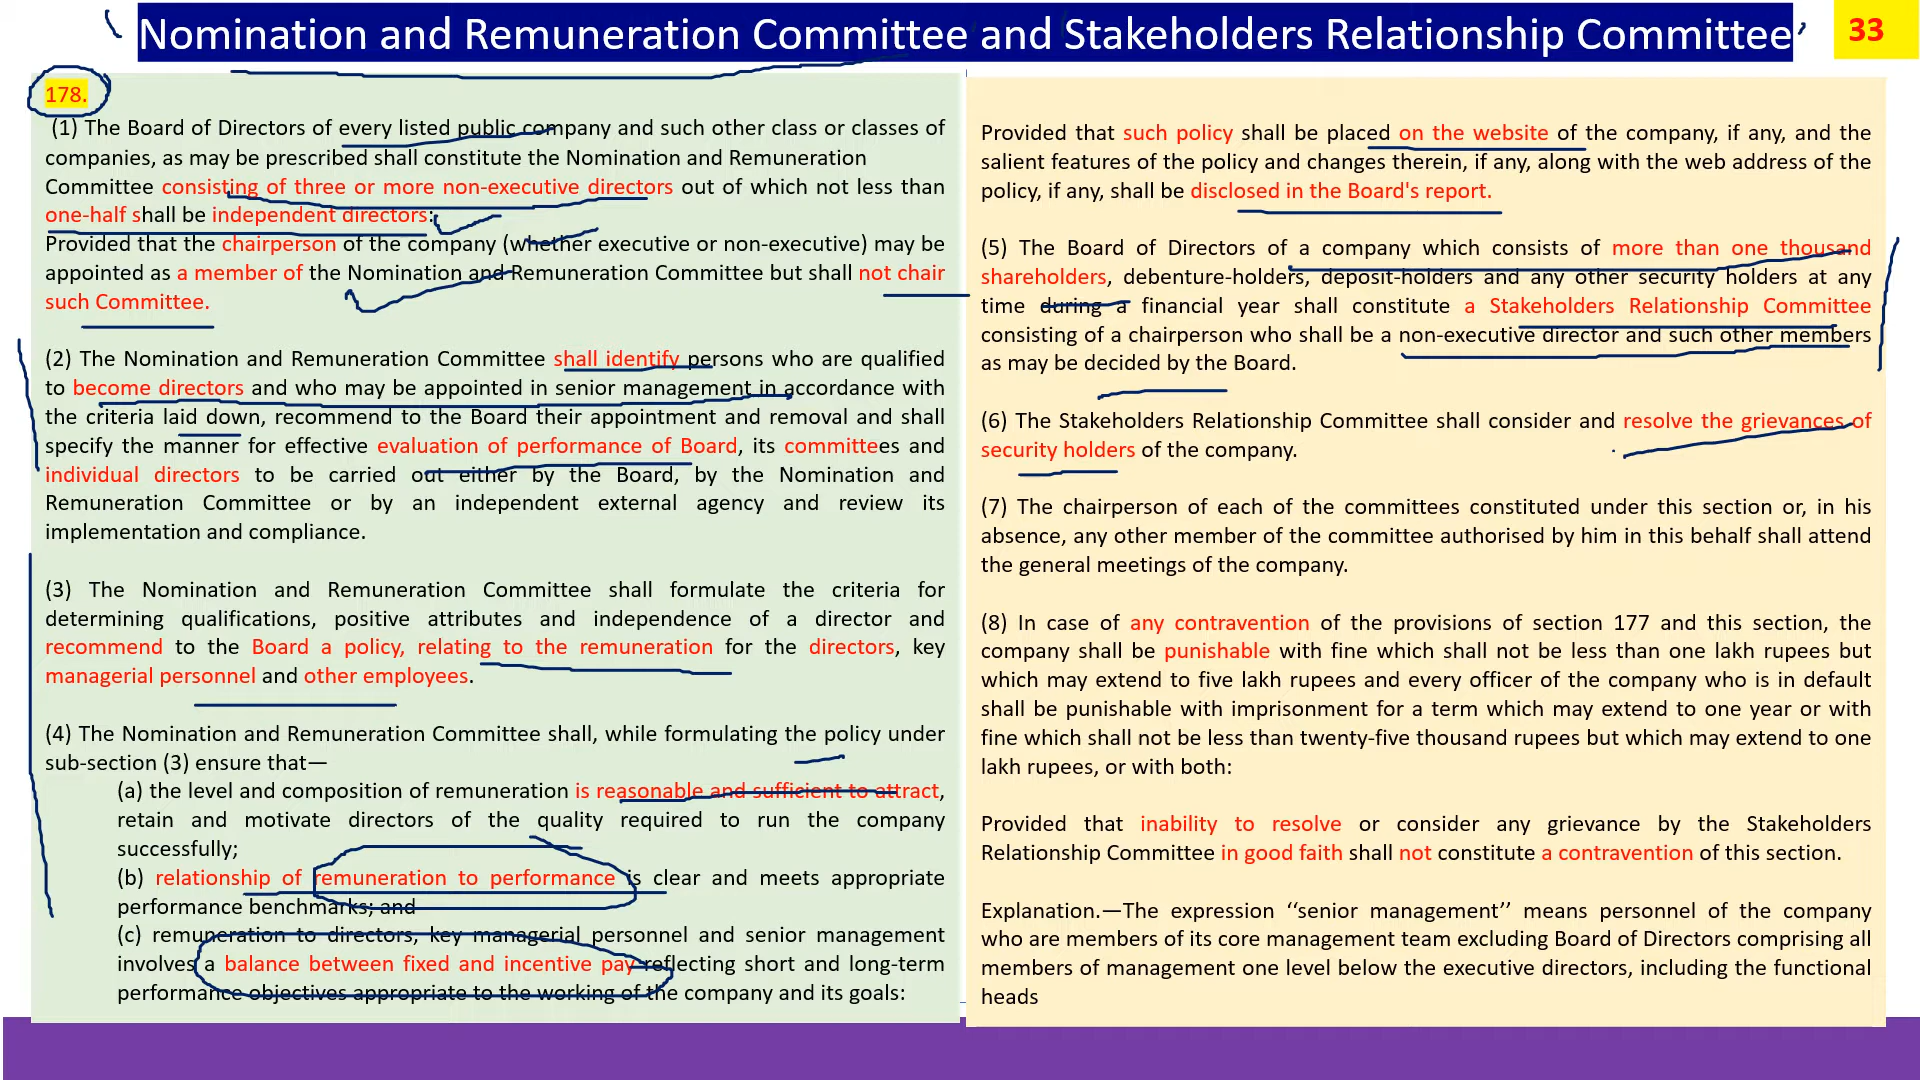 Nomination and Remuneration Committee and Stakeholders Relationship Committee
33
178.
(1) The Board of Directors of every listed public company and such other class or classes of
companies, as may be prescribed shall constitute the Nomination and Remuneration
Committee consisting of three or more non-executive directors out of which not less than
one-half shall be independent directors:
Provided that the chairperson of the company (whether executive or non-executive) may be
appointed as a member of the Nomination and Remuneration Committee but shall not chair
such Committee.
(2) The Nomination and Remuneration Committee shall identify persons who are qualified
to become directors and who may be appointed in senior management in accordance with
the criteria laid down, recommend to the Board their appointment and removal and shall
specify the manner for effective evaluation of performance of Board, its committees and
individual directors to be carried out either by the Board, by the Nomination and
Remuneration Committee or by an independent external agency and review its
implementation and compliance.
(3) The Nomination and Remuneration Committee shall formulate the criteria for
determining qualifications, positive attributes and independence of a director and
recommend to the Board a policy, relating to the remuneration for the directors, key
managerial personnel and other employees.
(4) The Nomination and Remuneration Committee shall, while formulating the policy under
sub-section (3) ensure that—
(a) the level and composition of remuneration is reasonable and sufficient to attract,
retain and motivate directors of the quality required to run the company
successfully;
(b) relationship of remuneration to performance is clear and meets appropriate
performance benchmarks; and
(c) remuneration to directors, key managerial personnel and senior management
involves a balance between fixed and incentive pay reflecting short and long-term
performance objectives appropriate to the working of the company and its goals:
Provided that such policy shall be placed on the website of the company, if any, and the
salient features of the policy and changes therein, if any, along with the web address of the
policy, if any, shall be disclosed in the Board's report.
(5) The Board of Directors of a company which consists of more than one thousand
shareholders, debenture-holders, deposit-holders and any other security holders at any
time during a financial year shall constitute a Stakeholders Relationship Committee
consisting of a chairperson who shall be a non-executive director and such other members
as may be decided by the Board.
(6) The Stakeholders Relationship Committee shall consider and resolve the grievances of
security holders of the company.
(7) The chairperson of each of the committees constituted under this section or, in his
absence, any other member of the committee authorised by him in this behalf shall attend
the general meetings of the company.
(8) In case of any contravention of the provisions of section 177 and this section, the
company shall be punishable with fine which shall not be less than one lakh rupees but
which may extend to five lakh rupees and every officer of the company who is in default
shall be punishable with imprisonment for a term which may extend to one year or with
fine which shall not be less than twenty-five thousand rupees but which may extend to one
lakh rupees, or with both:
Provided that inability to resolve or consider any grievance by the Stakeholders
Relationship Committee in good faith shall not constitute a contravention of this section.
Explanation.—The expression ‘‘senior management’’ means personnel of the company
who are members of its core management team excluding Board of Directors comprising all
members of management one level below the executive directors, including the functional
heads